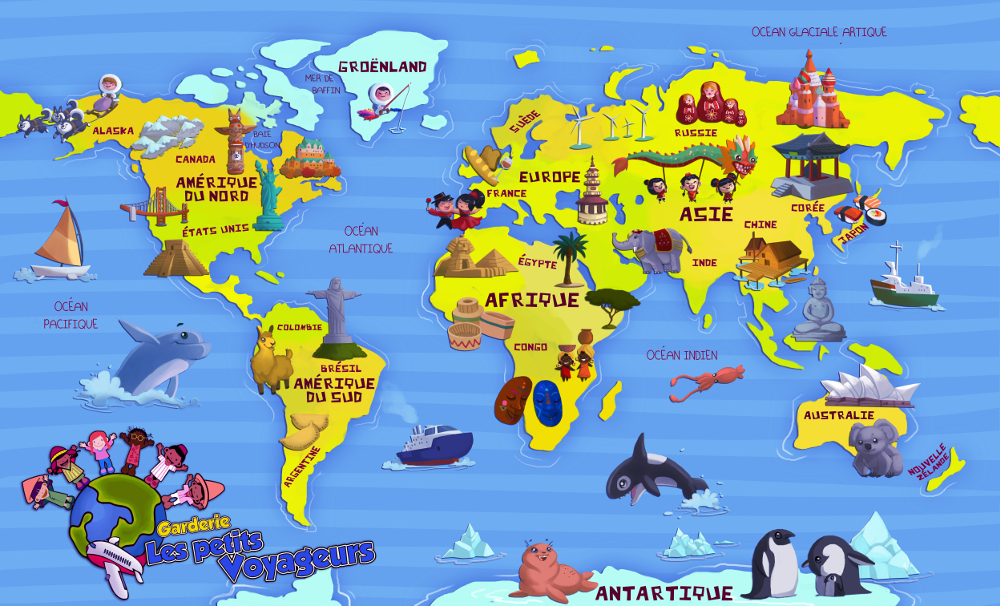 OCÉAN GLACIALE ARTIQUE
GROËNLAND
MER DE
BAFFIN
ALASKA
BAIE
D'HUDSON
CANADA
AMÉRIQUE
DU NORD
ÉTATS UNIS
SUÈDE
RUSSIE
EUROPE
FRANCE
ASIE
CORÉE
CHINE
JAPON
OCÉAN
ATLANTIQUE
ÉGYPTE
INDE
AFRIQUE
OCÉAN
PACIFIQUE
COLOMBIE
CONGO
OCÉAN INDIEN
BRÉSIL
AMÉRIQUE
DU SUD
AUSTRALIE
ARGENTINE
NOUVELLE
ZÉLANDE
Garderie
Les petits
Voyageurs
ANTARTIQUE